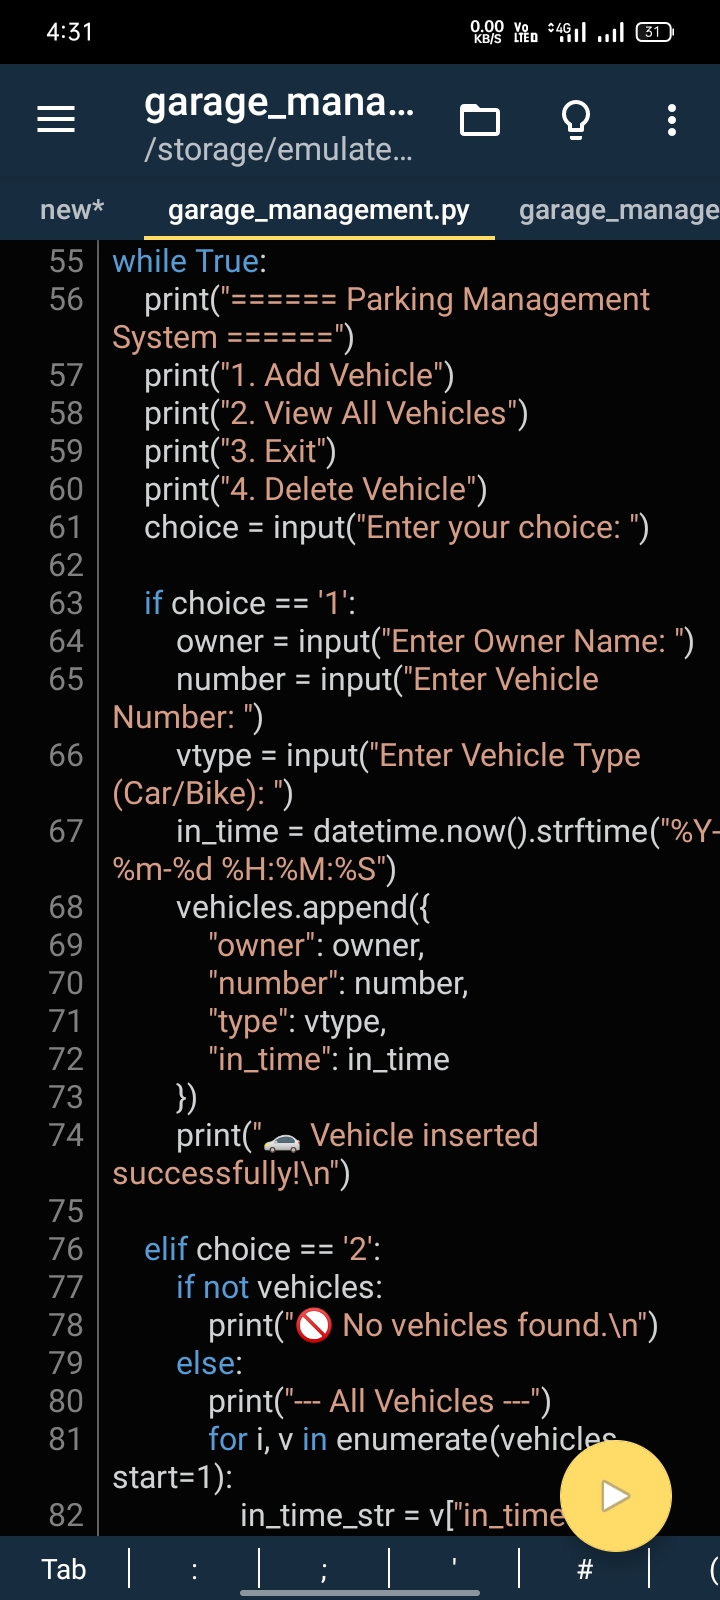 4:31
0.00 KB/S Vo LTE D 4G 31
garage_mana...
/storage/emulate...
new* garage_management.py garage_manage
55 while True:
56     print("====== Parking Management
System ======")
57     print("1. Add Vehicle")
58     print("2. View All Vehicles")
59     print("3. Exit")
60     print("4. Delete Vehicle")
61     choice = input("Enter your choice: ")
62
63     if choice == '1':
64         owner = input("Enter Owner Name: ")
65         number = input("Enter Vehicle
Number: ")
66         vtype = input("Enter Vehicle Type
(Car/Bike): ")
67         in_time = datetime.now().strftime("%Y-
%m-%d %H:%M:%S")
68         vehicles.append({
69             "owner": owner,
70             "number": number,
71             "type": vtype,
72             "in_time": in_time
73         })
74         print("🚗 Vehicle inserted
successfully!\n")
75
76     elif choice == '2':
77         if not vehicles:
78             print("🚫 No vehicles found.\n")
79         else:
80             print("--- All Vehicles ---")
81             for i, v in enumerate(vehicles
start=1):
82                 in_time_str = v["in_time
Tab : ; ' # (